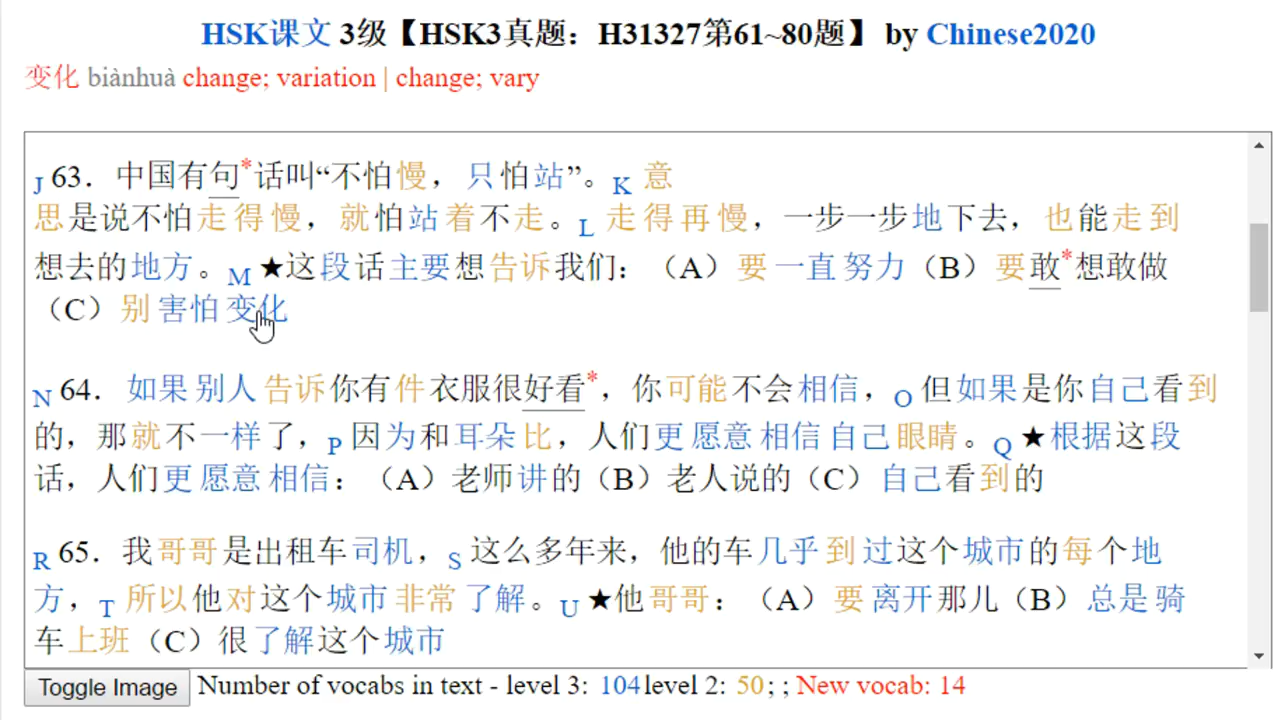 HSK课文 3级【HSK3真题：H31327第61~80题】 by Chinese2020
变化 biànhuà change; variation | change; vary
J 63．中国有句*话叫“不怕慢，只怕站”。K 意
思是说不怕走得慢，就怕站着不走。L 走得再慢，一步一步地下去，也能走到
想去的地方。M ★这段话主要想告诉我们：（A）要一直努力（B）要敢*想敢做
（C）别害怕变化
N 64．如果别人告诉你有件衣服很好看*，你可能不会相信，O 但如果是你自己看到
的，那就不一样了，P 因为和耳朵比，人们更愿意相信自己眼睛。Q ★根据这段
话，人们更愿意相信：（A）老师讲的（B）老人说的（C）自己看到的
R 65．我哥哥是出租车司机，S 这么多年来，他的车几乎到过这个城市的每个地
方，T 所以他对这个城市非常了解。U ★他哥哥：（A）要离开那儿（B）总是骑
车上班（C）很了解这个城市
Toggle Image Number of vocabs in text - level 3: 104level 2: 50; ; New vocab: 14